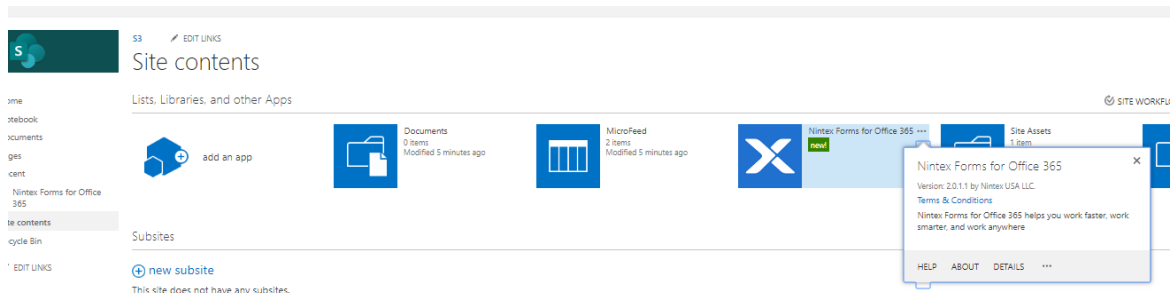 S
S3 EDIT LINKS
Site contents
ome
otebook
ocuments
ges
cent
Nintex Forms for Office
365
te contents
cycle Bin
EDIT LINKS
Lists, Libraries, and other Apps
SITE WORKFL
add an app
Documents
0 items
Modified 5 minutes ago
MicroFeed
2 items
Modified 5 minutes ago
Nintex Forms for Office 365 ...
new!
Site Assets
1 item
Nintex Forms for Office 365
Version: 2.0.1.1 by Nintex USA LLC.
Terms & Conditions
Nintex Forms for Office 365 helps you work faster, work
smarter, and work anywhere
HELP ABOUT DETAILS ...
Subsites
new subsite
This site does not have any subsites.